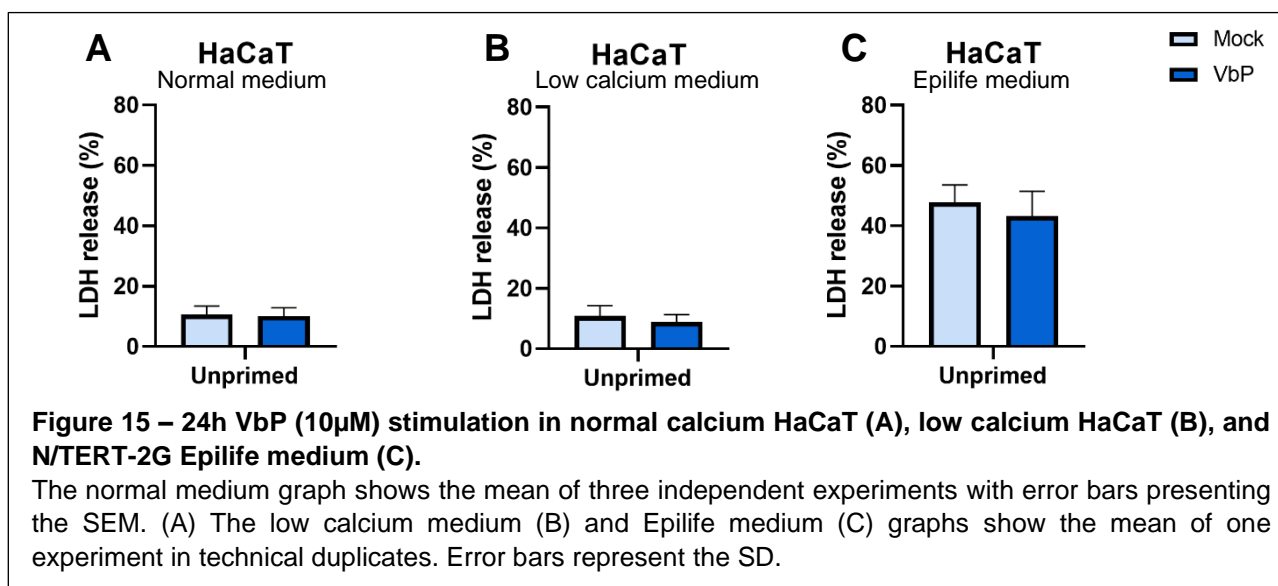 A
HaCaT
Normal medium
LDH release (%)
80
60
40
20
0
Unprimed
B
HaCaT
Low calcium medium
LDH release (%)
80
60
40
20
0
Unprimed
C
HaCaT
Epilife medium
LDH release (%)
80
60
40
20
0
Unprimed
Mock
VbP
Figure 15 – 24h VbP (10µM) stimulation in normal calcium HaCaT (A), low calcium HaCaT (B), and
N/TERT-2G Epilife medium (C).
The normal medium graph shows the mean of three independent experiments with error bars presenting
the SEM. (A) The low calcium medium (B) and Epilife medium (C) graphs show the mean of one
experiment in technical duplicates. Error bars represent the SD.